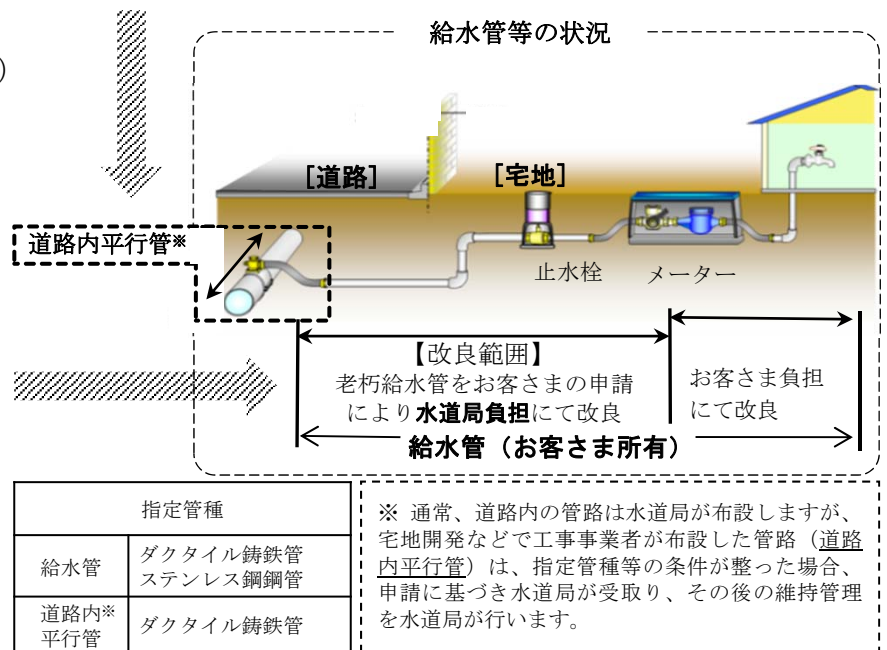 ）
給水管等の状況
[道路]
[宅地]
道路内平行管※
止水栓
メーター
【改良範囲】
老朽給水管をお客さまの申請
により水道局負担にて改良
お客さま負担
にて改良
給水管（お客さま所有）
指定管種
給水管
ダクタイル鋳鉄管
ステンレス鋼鋼管
道路内※
平行管
ダクタイル鋳鉄管
※ 通常、道路内の管路は水道局が布設しますが、
宅地開発などで工事事業者が布設した管路（道路
内平行管）は、指定管種等の条件が整った場合、
申請に基づき水道局が受取り、その後の維持管理
を水道局が行います。